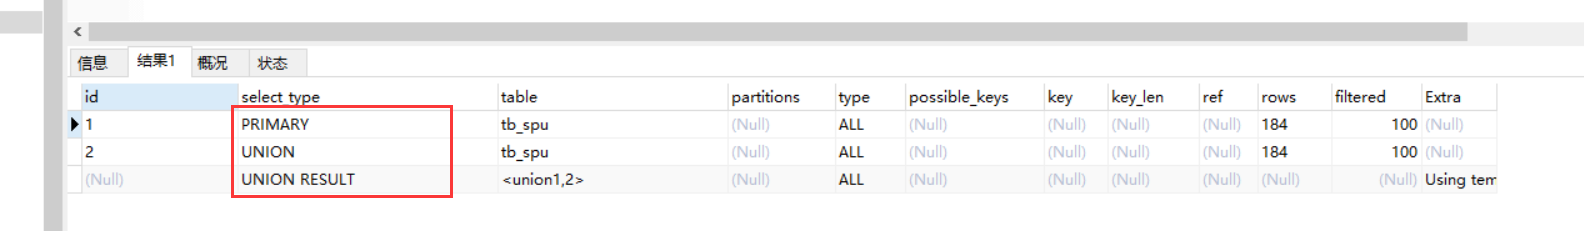 信息 结果1 概况 状态
id select_type table partitions type possible_keys key key_len ref rows filtered Extra
1 PRIMARY tb_spu (Null) ALL (Null) (Null) (Null) (Null) 184 100 (Null)
2 UNION tb_spu (Null) ALL (Null) (Null) (Null) (Null) 184 100 (Null)
(Null) UNION RESULT <union1,2> (Null) ALL (Null) (Null) (Null) (Null) (Null) (Null) Using tem